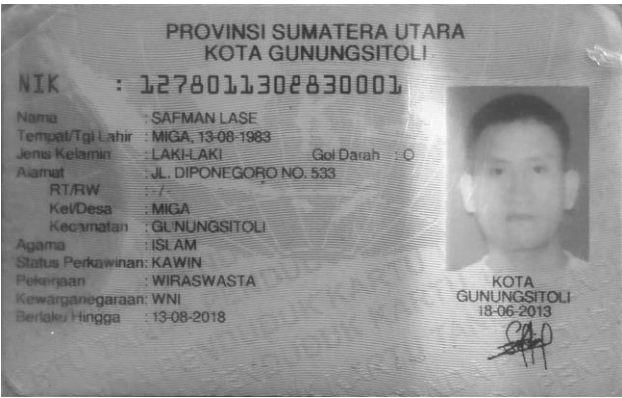 PROVINSI SUMATERA UTARA
KOTA GUNUNGSITOLI
NIK : 1278011308830001
Nama : SAFMAN LASE
Tempat/Tgl Lahir : MIGA, 13-08-1983
Jenis Kelamin : LAKI-LAKI Gol Darah : O
Alamat : JL. DIPONEGORO NO. 533
RT/RW : - / -
Kel/Desa : MIGA
Kecamatan : GUNUNGSITOLI
Agama : ISLAM
Status Perkawinan: KAWIN
Pekerjaan : WIRASWASTA
Kewarganegaraan: WNI
Berlaku Hingga : 13-08-2018
KOTA
GUNUNGSITOLI
18-06-2013